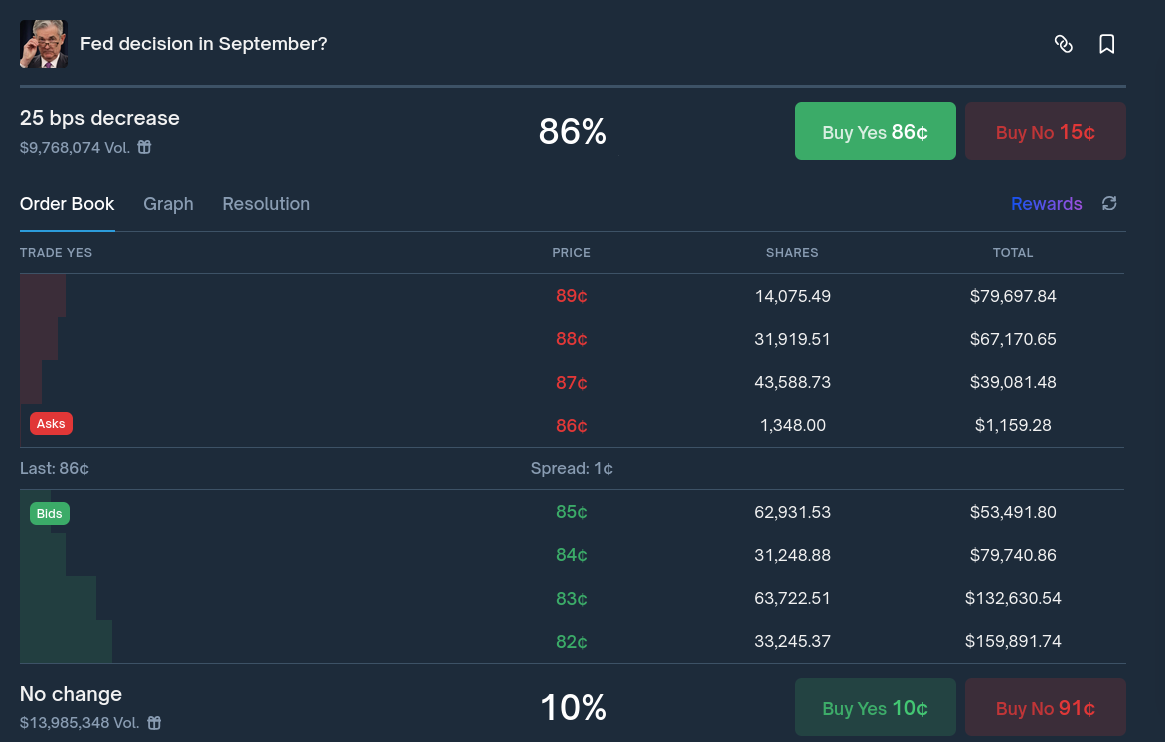 Fed decision in September?
25 bps decrease
$9,768,074 Vol.
86%
Buy Yes 86¢
Buy No 15¢
Order Book Graph Resolution Rewards
TRADE YES PRICE SHARES TOTAL
89¢ 14,075.49 $79,697.84
88¢ 31,919.51 $67,170.65
87¢ 43,588.73 $39,081.48
Asks 86¢ 1,348.00 $1,159.28
Last: 86¢ Spread: 1¢
Bids 85¢ 62,931.53 $53,491.80
84¢ 31,248.88 $79,740.86
83¢ 63,722.51 $132,630.54
82¢ 33,245.37 $159,891.74
No change
$13,985,348 Vol.
10%
Buy Yes 10¢
Buy No 91¢